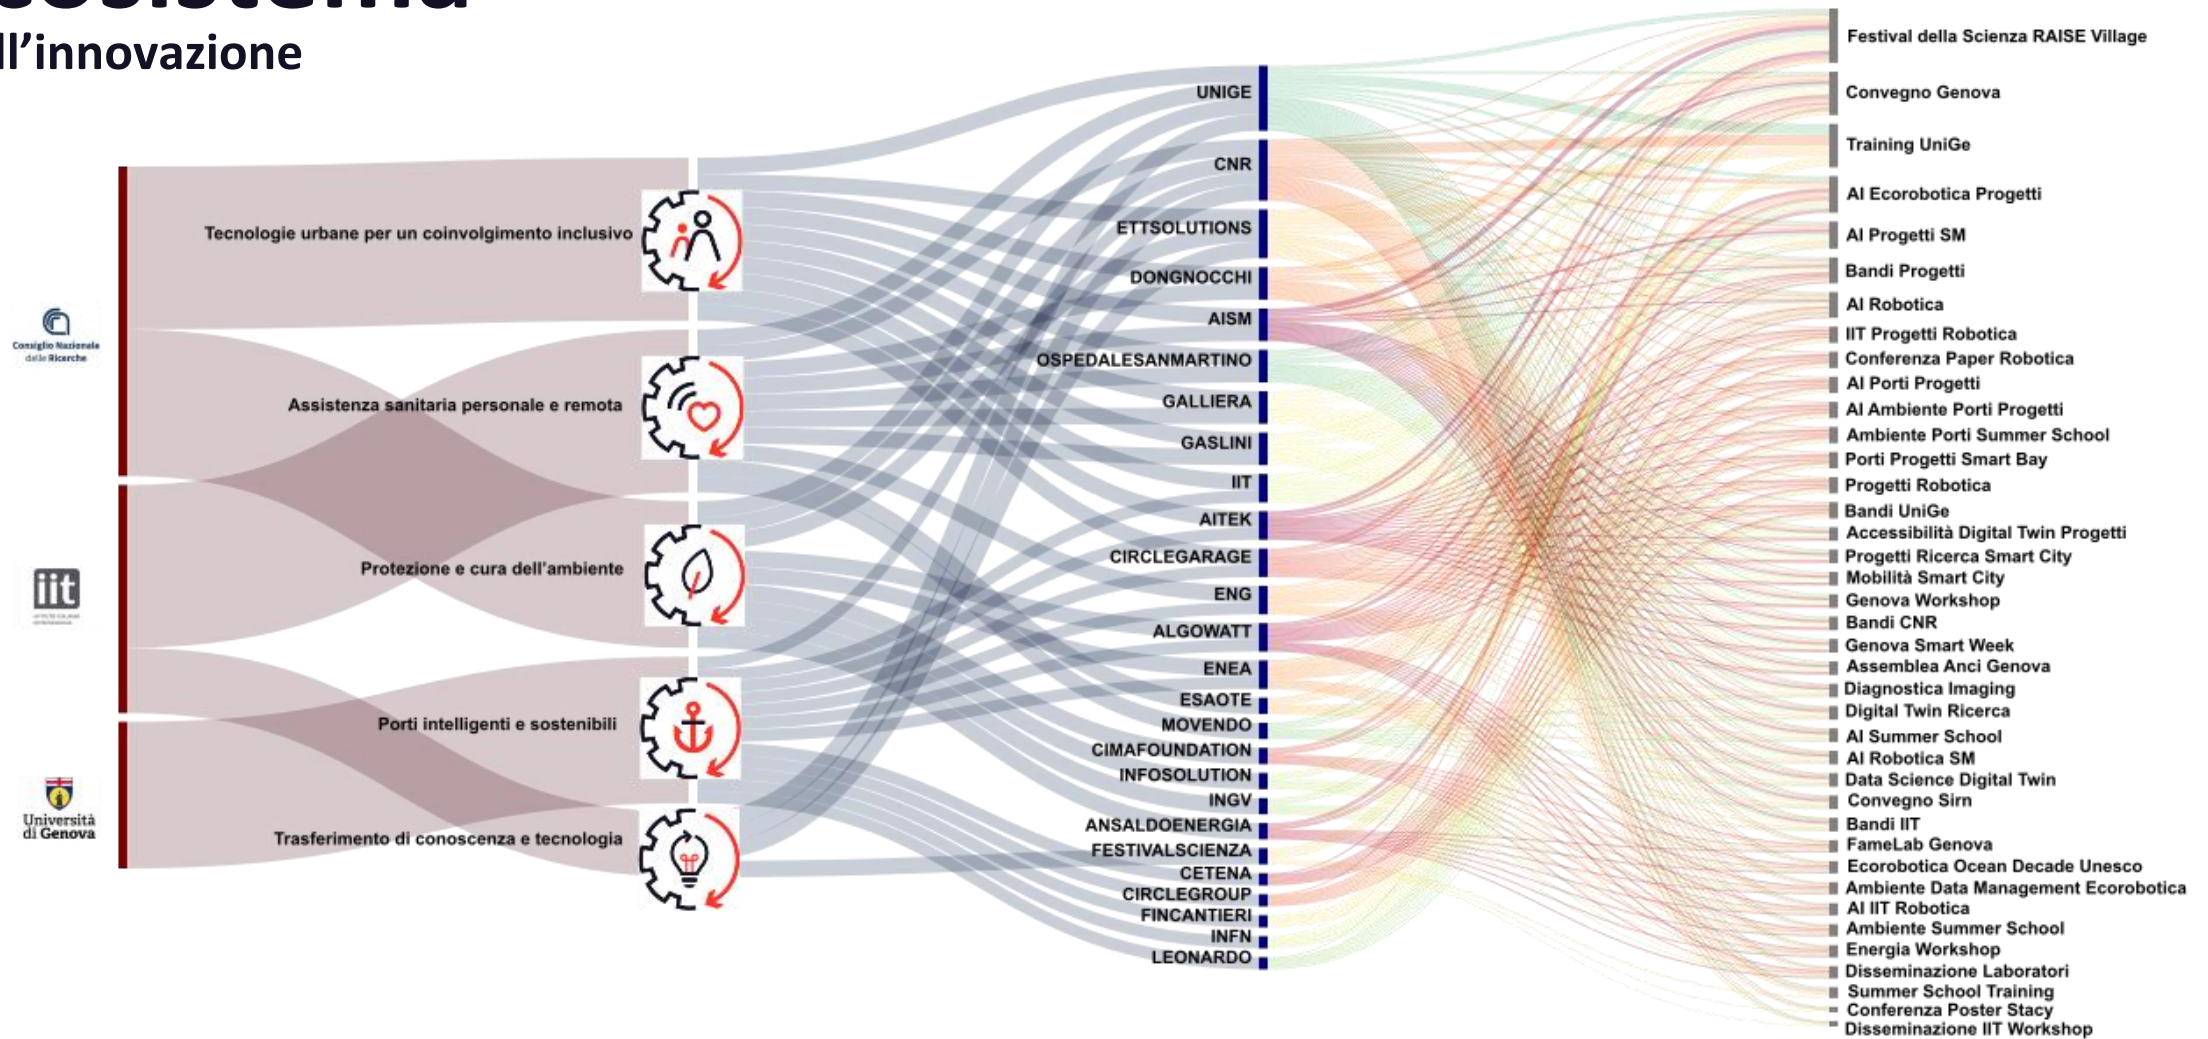 cosistema
ll'innovazione
Consiglio Nazionale
delle Ricerche
iit
Università
di Genova
Tecnologie urbane per un coinvolgimento inclusivo
Assistenza sanitaria personale e remota
Protezione e cura dell'ambiente
Porti intelligenti e sostenibili
Trasferimento di conoscenza e tecnologia
UNIGE
CNR
ETTSOLUTIONS
DONGNOCCHI
AISM
OSPEDALESANMARTINO
GALLIERA
GASLINI
IIT
AITEK
CIRCLEGARAGE
ENG
ALGOWATT
ENEA
ESAOTE
MOVENDO
CIMAFOUNDATION
INFOSOLUTION
INGV
ANSALDOENERGIA
FESTIVALSCIENZA
CETENA
CIRCLEGROUP
FINCANTIERI
INFN
LEONARDO
Festival della Scienza RAISE Village
Convegno Genova
Training UniGe
AI Ecorobotica Progetti
AI Progetti SM
Bandi Progetti
AI Robotica
IIT Progetti Robotica
Conferenza Paper Robotica
AI Porti Progetti
AI Ambiente Porti Progetti
Ambiente Porti Summer School
Porti Progetti Smart Bay
Progetti Robotica
Bandi UniGe
Accessibilità Digital Twin Progetti
Progetti Ricerca Smart City
Mobilità Smart City
Genova Workshop
Bandi CNR
Genova Smart Week
Assemblea Anci Genova
Diagnostica Imaging
Digital Twin Ricerca
AI Summer School
AI Robotica SM
Data Science Digital Twin
Convegno Sirn
Bandi IIT
FameLab Genova
Ecorobotica Ocean Decade Unesco
Ambiente Data Management Ecorobotica
AI IIT Robotica
Ambiente Summer School
Energia Workshop
Disseminazione Laboratori
Summer School Training
Conferenza Poster Stacy
Disseminazione IIT Workshop